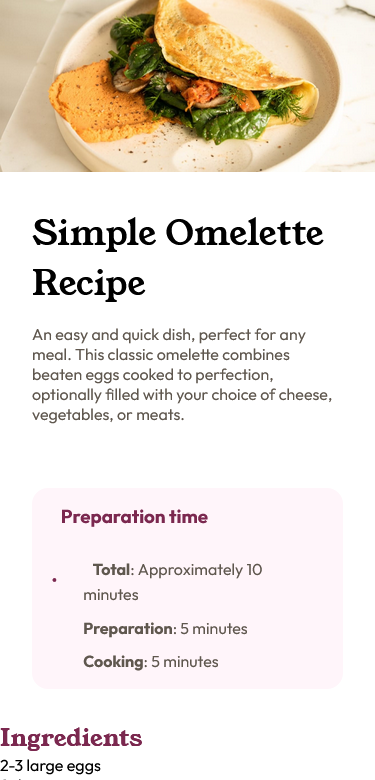 Simple Omelette
Recipe
An easy and quick dish, perfect for any
meal. This classic omelette combines
beaten eggs cooked to perfection,
optionally filled with your choice of cheese,
vegetables, or meats.
Preparation time
• Total: Approximately 10
minutes
Preparation: 5 minutes
Cooking: 5 minutes
Ingredients
2-3 large eggs